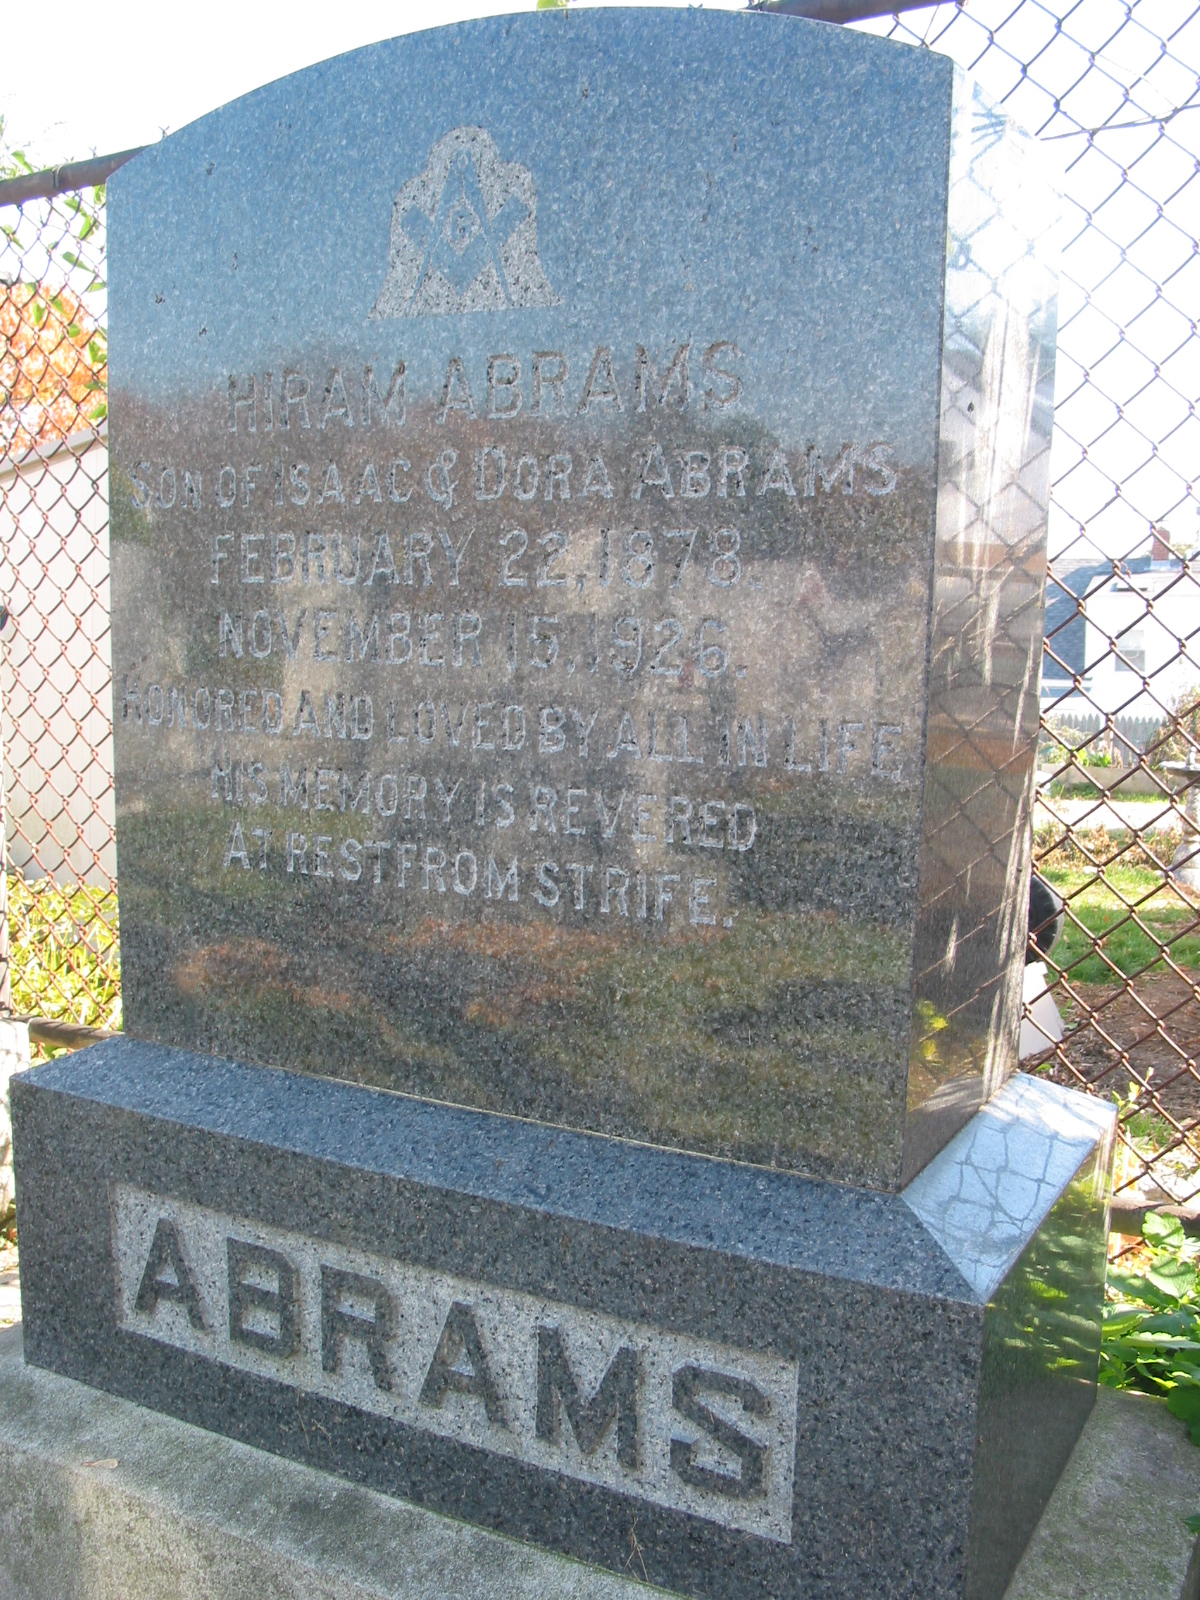 G
HIRAM ABRAMS
SON OF ISAAC & DORA ABRAMS
FEBRUARY 22, 1878.
NOVEMBER 15, 1926.
HONORED AND LOVED BY ALL IN LIFE,
HIS MEMORY IS REVERED
AT REST FROM STRIFE.
ABRAMS